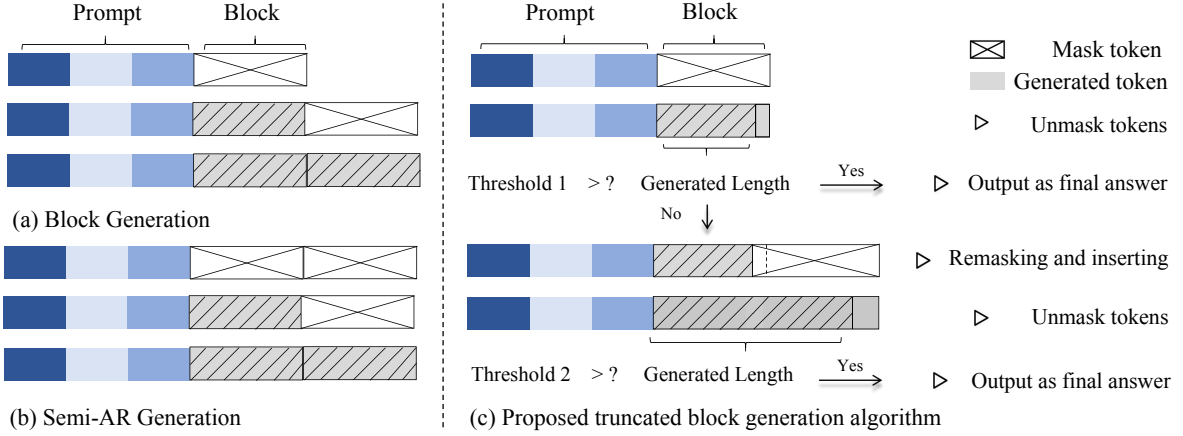 Prompt
Block
(a) Block Generation
(b) Semi-AR Generation
Prompt
Block
Mask token
Generated token
Unmask tokens
Threshold 1 > ? Generated Length
Yes
Output as final answer
No
Remasking and inserting
Unmask tokens
Threshold 2 > ? Generated Length
Yes
Output as final answer
(c) Proposed truncated block generation algorithm